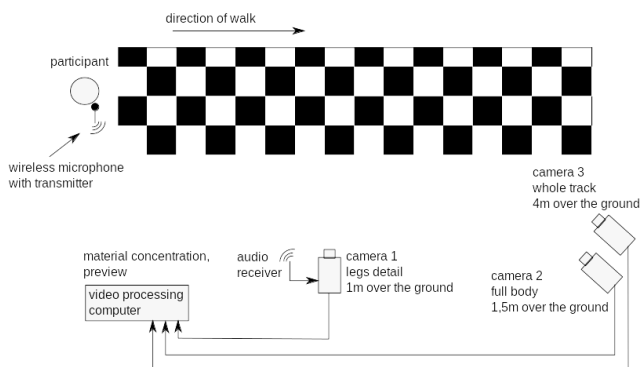 direction of walk
participant
wireless microphone
with transmitter
camera 3
whole track
4m over the ground
material concentration,
preview
video processing
computer
audio
receiver
camera 1
legs detail
1m over the ground
camera 2
full body
1,5m over the ground